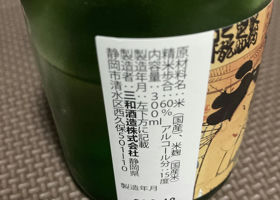 原材料名:米(国産)、米麹(国産米)
精米歩合:60% アルコール分:15度
内容量:300ml
製造年月:左下方に記載
製造者:三和酒造株式会社 静岡県
静岡市清水区西久保501-10
製造年月